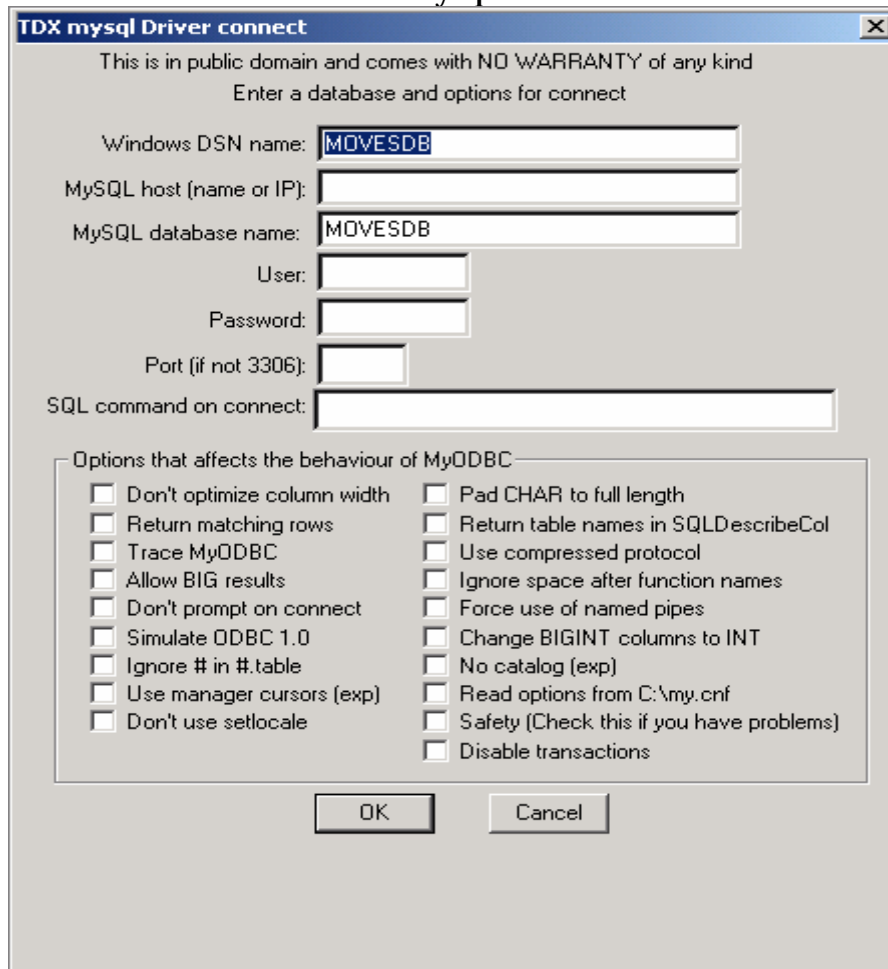 TDX mysql Driver connect
This is in public domain and comes with NO WARRANTY of any kind
Enter a database and options for connect
Windows DSN name: MOVESDB
MySQL host (name or IP):
MySQL database name: MOVESDB
User:
Password:
Port (if not 3306):
SQL command on connect:
Options that affects the behaviour of MyODBC
Don't optimize column width
Return matching rows
Trace MyODBC
Allow BIG results
Don't prompt on connect
Simulate ODBC 1.0
Ignore # in #.table
Use manager cursors (exp)
Don't use setlocale
Pad CHAR to full length
Return table names in SQLDescribeCol
Use compressed protocol
Ignore space after function names
Force use of named pipes
Change BIGINT columns to INT
No catalog (exp)
Read options from C:\my.cnf
Safety (Check this if you have problems)
Disable transactions
OK Cancel